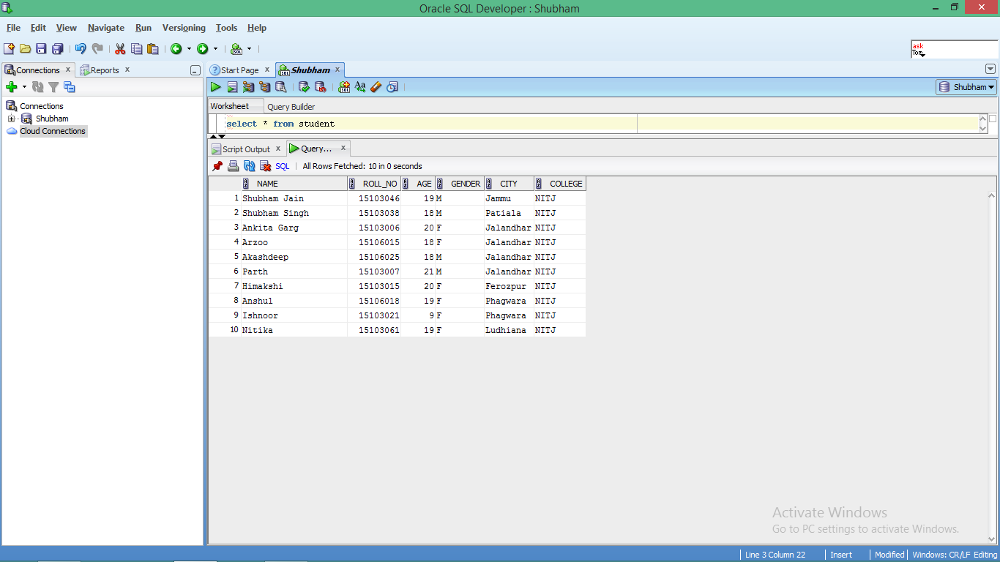 Oracle SQL Developer : Shubham
File Edit View Navigate Run Versioning Tools Help
ask
Tom
Connections x Reports x
Start Page x Shubham x
Shubham
Connections
Shubham
Cloud Connections
Worksheet Query Builder
select * from student
Script Output x Query... x
SQL | All Rows Fetched: 10 in 0 seconds
NAME ROLL_NO AGE GENDER CITY COLLEGE
1 Shubham Jain 15103046 19 M Jammu NITJ
2 Shubham Singh 15103038 18 M Patiala NITJ
3 Ankita Garg 15103006 20 F Jalandhar NITJ
4 Arzoo 15106015 18 F Jalandhar NITJ
5 Akashdeep 15106025 18 M Jalandhar NITJ
6 Parth 15103007 21 M Jalandhar NITJ
7 Himakshi 15103015 20 F Ferozpur NITJ
8 Anshul 15106018 19 F Phagwara NITJ
9 Ishnoor 15103021 9 F Phagwara NITJ
10 Nitika 15103061 19 F Ludhiana NITJ
Activate Windows
Go to PC settings to activate Windows.
Line 3 Column 22 | Insert | Modified | Windows: CR/LF Editing